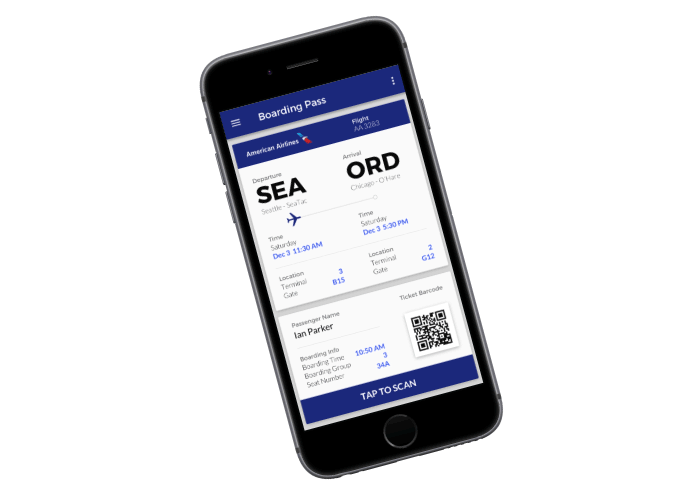 Boarding Pass
American Airlines
Flight
AA 3283
Departure
SEA
Seattle - SeaTac
Arrival
ORD
Chicago - O'Hare
Time
Saturday
Dec 3 11:30 AM
Time
Saturday
Dec 3 5:30 PM
Location
Terminal 3
Gate B15
Location
Terminal 2
Gate G12
Passenger Name
Ian Parker
Ticket Barcode
Boarding Info
Boarding Time 10:50 AM
Boarding Group 3
Seat Number 34A
TAP TO SCAN